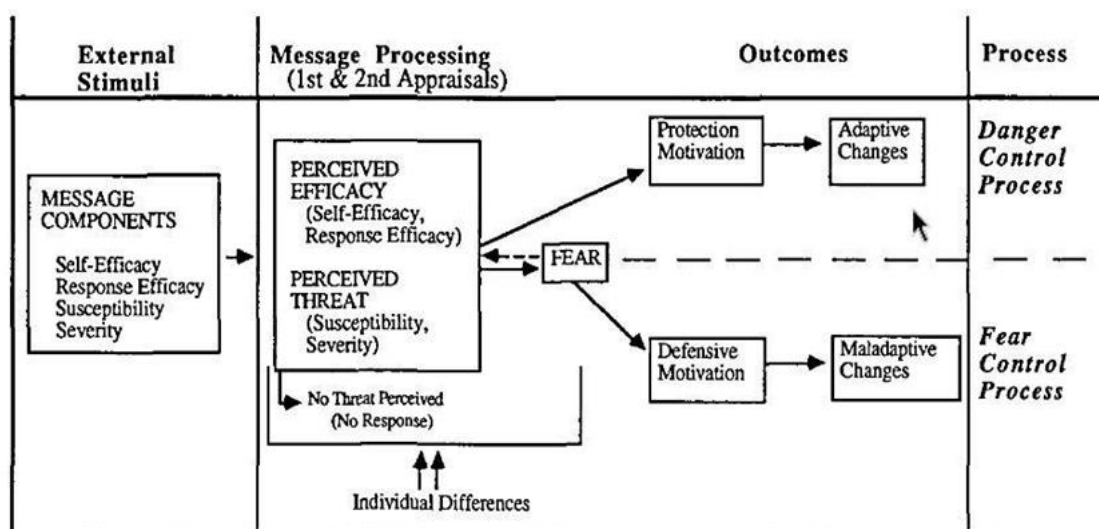 External
Stimuli
Message Processing
(1st & 2nd Appraisals)
Outcomes
Process
MESSAGE
COMPONENTS
Self-Efficacy
Response Efficacy
Susceptibility
Severity
PERCEIVED
EFFICACY
(Self-Efficacy,
Response Efficacy)
PERCEIVED
THREAT
(Susceptibility,
Severity)
No Threat Perceived
(No Response)
Individual Differences
FEAR
Protection
Motivation
Adaptive
Changes
Defensive
Motivation
Maladaptive
Changes
Danger
Control
Process
Fear
Control
Process